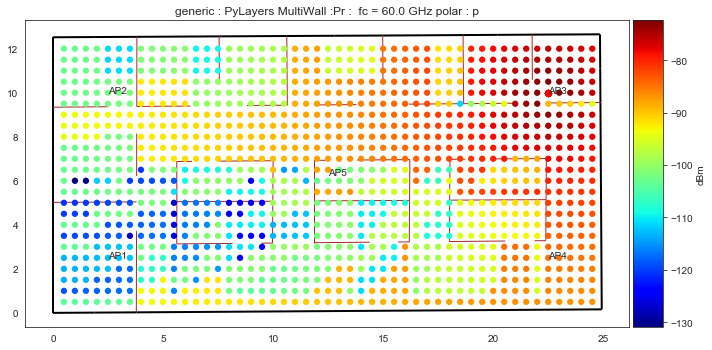 generic : PyLayers MultiWall :Pr : fc = 60.0 GHz polar : p
12
10
8
6
4
2
0
AP2
AP3
AP5
AP1
AP4
0
5
10
15
20
25
−80
−90
−100
−110
−120
−130
dBm